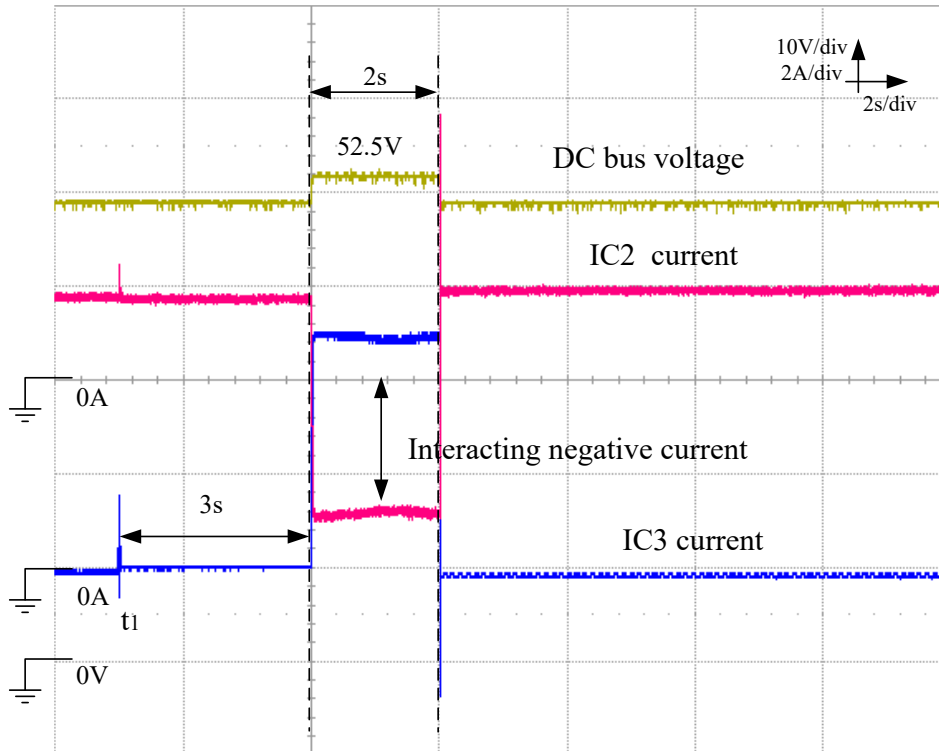 10V/div
2A/div
2s/div
2s
52.5V
DC bus voltage
IC2 current
0A
Interacting negative current
3s
IC3 current
0A
t1
0V